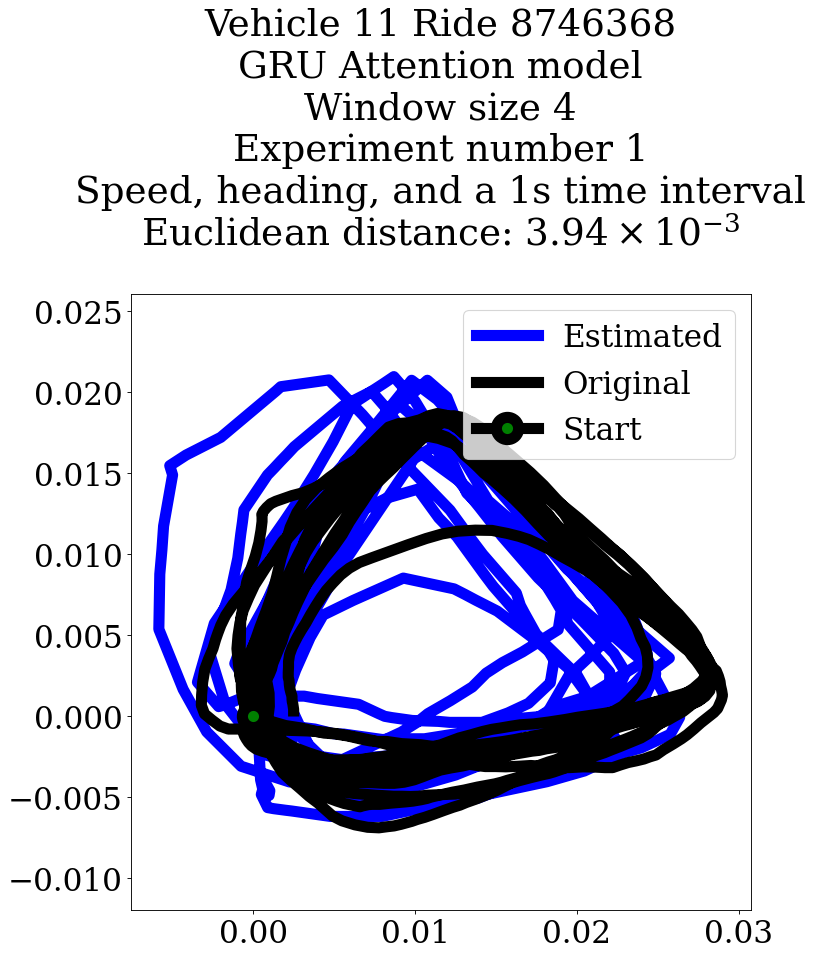 Vehicle 11 Ride 8746368
GRU Attention model
Window size 4
Experiment number 1
Speed, heading, and a 1s time interval
Euclidean distance: 3.94 × 10⁻³
0.025
0.020
0.015
0.010
0.005
0.000
−0.005
−0.010
Estimated
Original
Start
0.00 0.01 0.02 0.03